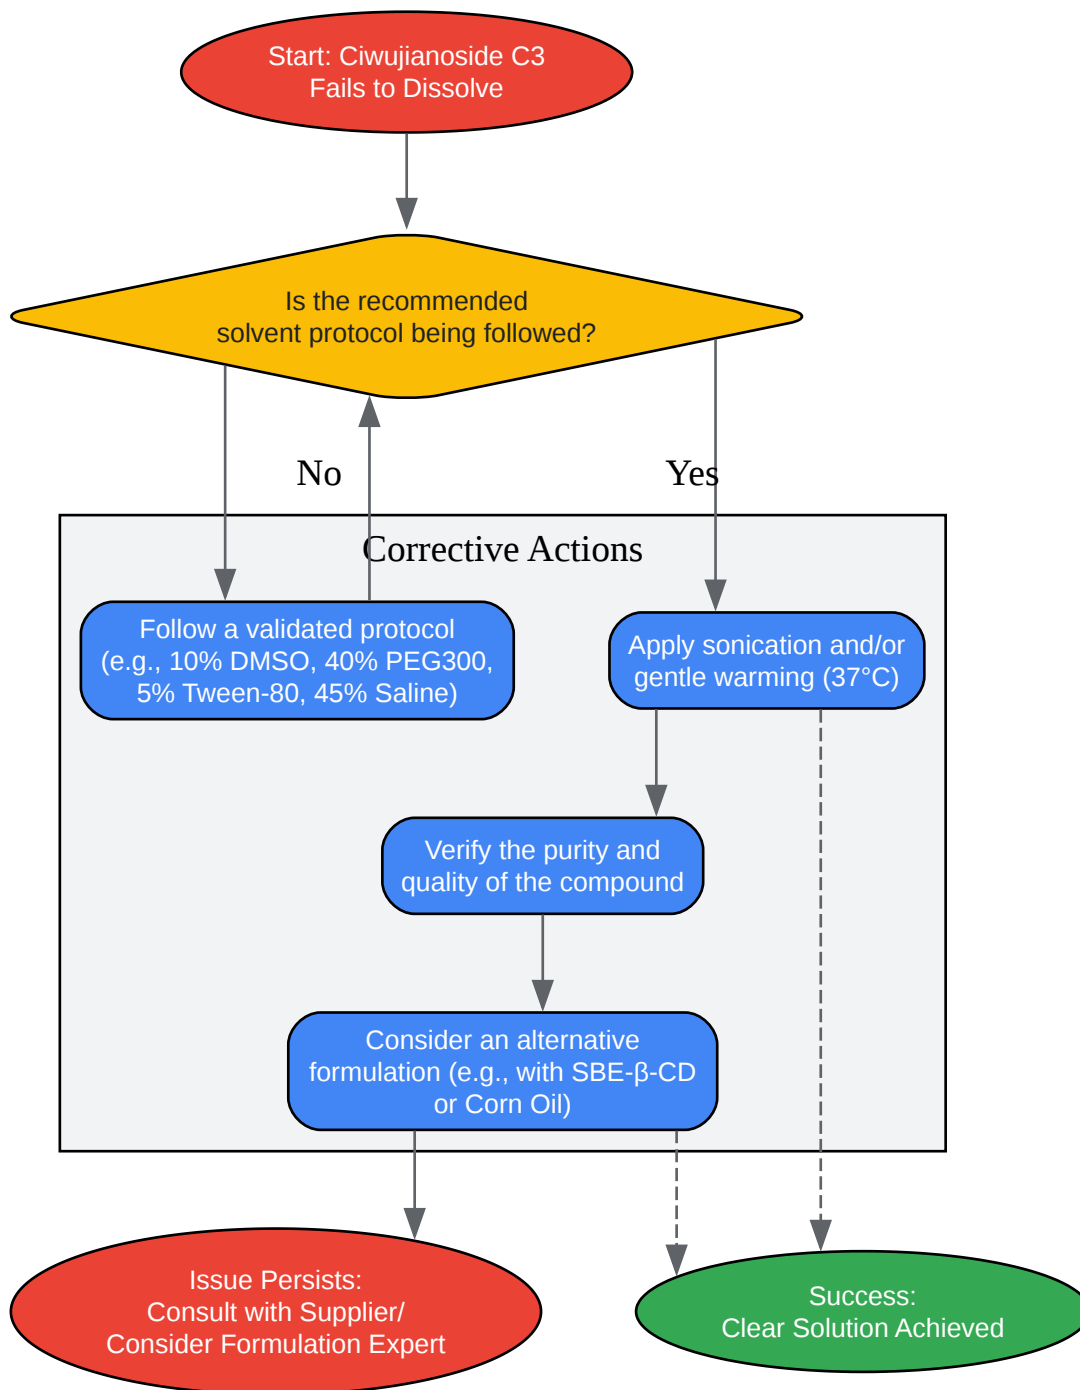 Start: Ciwujianoside C3
Fails to Dissolve
Is the recommended
solvent protocol being followed?
No
Yes
Corrective Actions
Follow a validated protocol
(e.g., 10% DMSO, 40% PEG300,
5% Tween-80, 45% Saline)
Apply sonication and/or
gentle warming (37°C)
Verify the purity and
quality of the compound
Consider an alternative
formulation (e.g., with SBE-β-CD
or Corn Oil)
Issue Persists:
Consult with Supplier/
Consider Formulation Expert
Success:
Clear Solution Achieved